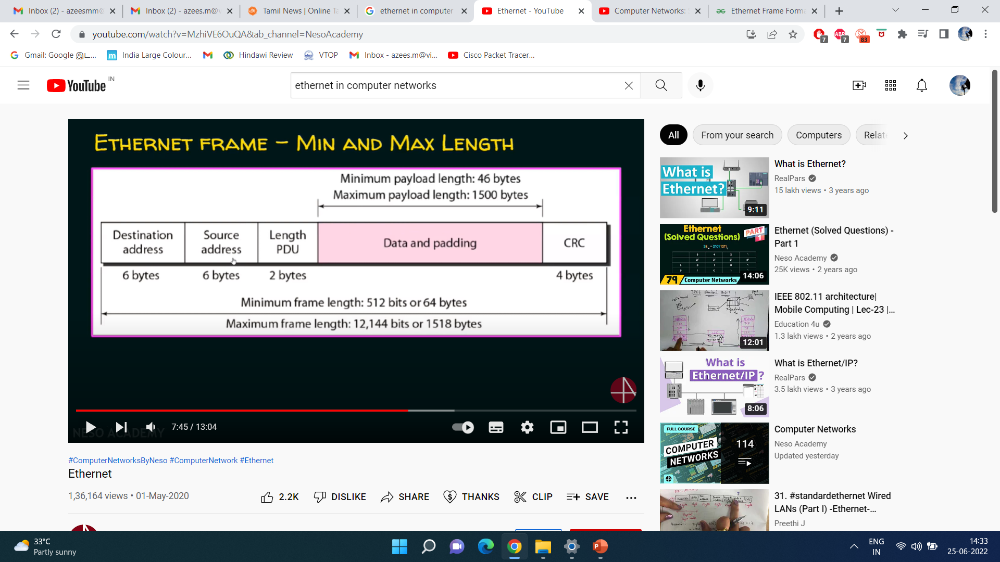 Inbox (2) - azeesmm@
Inbox (2) - azees.m@v
Tamil News | Online Ta
ethernet in computer
Ethernet - YouTube
Computer Networks:
Ethernet Frame Forma
youtube.com/watch?v=MzhiVE6OuQA&ab_channel=NesoAcademy
7
ABP
7
83
Gmail: Google இட...
India Large Colour...
Hindawi Review
VTOP
Inbox - azees.m@vi...
Cisco Packet Tracer...
YouTube IN
ethernet in computer networks
ETHERNET FRAME – MIN AND MAX LENGTH
Minimum payload length: 46 bytes
Maximum payload length: 1500 bytes
Destination address
Source address
Length PDU
Data and padding
CRC
6 bytes
6 bytes
2 bytes
4 bytes
Minimum frame length: 512 bits or 64 bytes
Maximum frame length: 12,144 bits or 1518 bytes
NESO ACADEMY
7:45 / 13:04
#ComputerNetworksByNeso #ComputerNetwork #Ethernet
Ethernet
1,36,164 views • 01-May-2020
2.2K
DISLIKE
SHARE
THANKS
CLIP
SAVE
All
From your search
Computers
Relate
What is
Ethernet?
9:11
What is Ethernet?
RealPars
15 lakh views • 3 years ago
Ethernet
(Solved Questions)
PART
1
79
Computer Networks
14:06
Ethernet (Solved Questions) -
Part 1
Neso Academy
25K views • 2 years ago
12:01
IEEE 802.11 architecture|
Mobile Computing | Lec-23 |...
Education 4u
1.3 lakh views • 2 years ago
What is
Ethernet/IP ?
8:06
What is Ethernet/IP?
RealPars
3.5 lakh views • 3 years ago
FULL COURSE
COMPUTER
NETWORKS
114
Computer Networks
Neso Academy
Updated yesterday
31. #standardethernet Wired
LANs (Part I) -Ethernet-...
Preethi J
33°C
Partly sunny
ENG
IN
14:33
25-06-2022